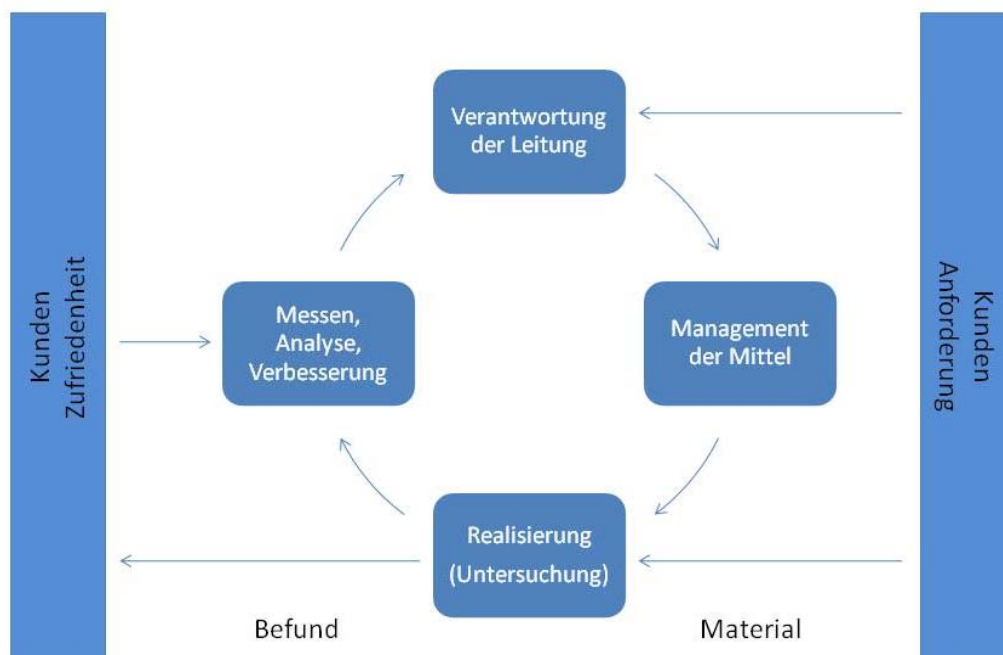 Verantwortung
der Leitung
Kunden
Zufriedenheit
Messen,
Analyse,
Verbesserung
Management
der Mittel
Kunden
Anforderung
Realisierung
(Untersuchung)
Befund
Material